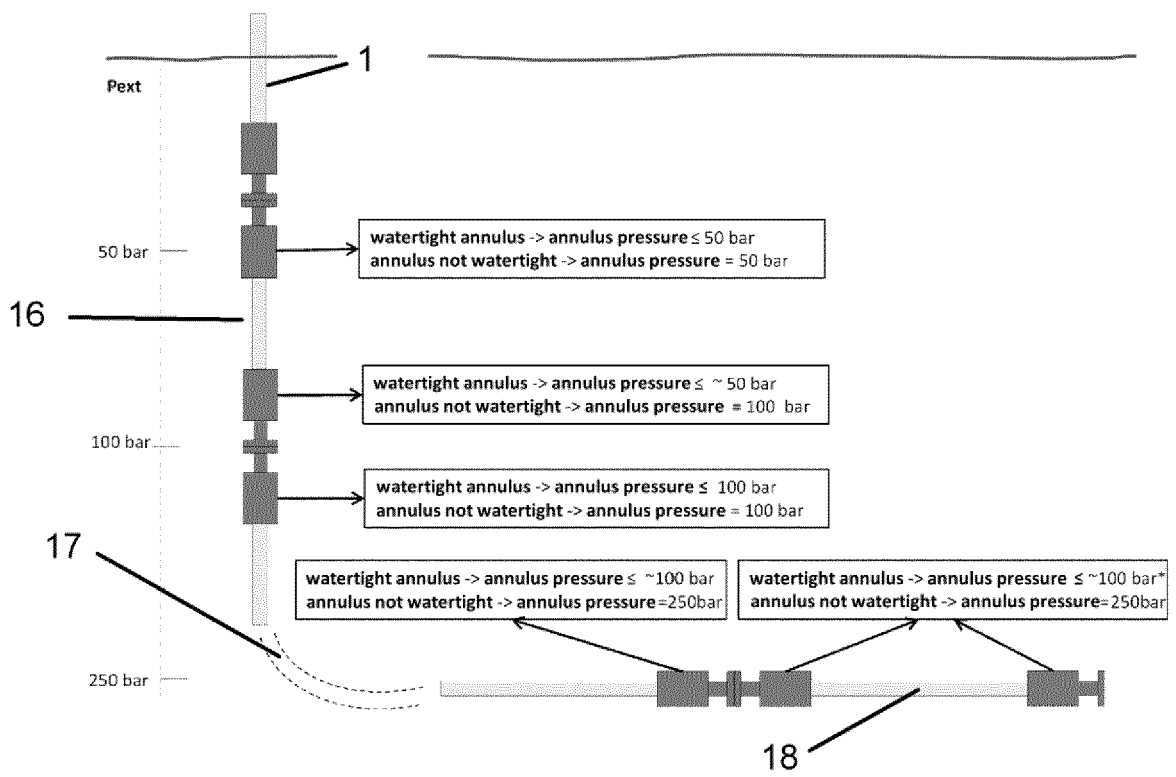 1
Pext
50 bar
watertight annulus -> annulus pressure ≤ 50 bar
annulus not watertight -> annulus pressure = 50 bar
16
watertight annulus -> annulus pressure ≤ ~ 50 bar
annulus not watertight -> annulus pressure = 100 bar
100 bar
watertight annulus -> annulus pressure ≤ 100 bar
annulus not watertight -> annulus pressure = 100 bar
17
watertight annulus -> annulus pressure ≤ ~100 bar
annulus not watertight -> annulus pressure=250bar
watertight annulus -> annulus pressure ≤ ~100 bar*
annulus not watertight -> annulus pressure=250bar
250 bar
18